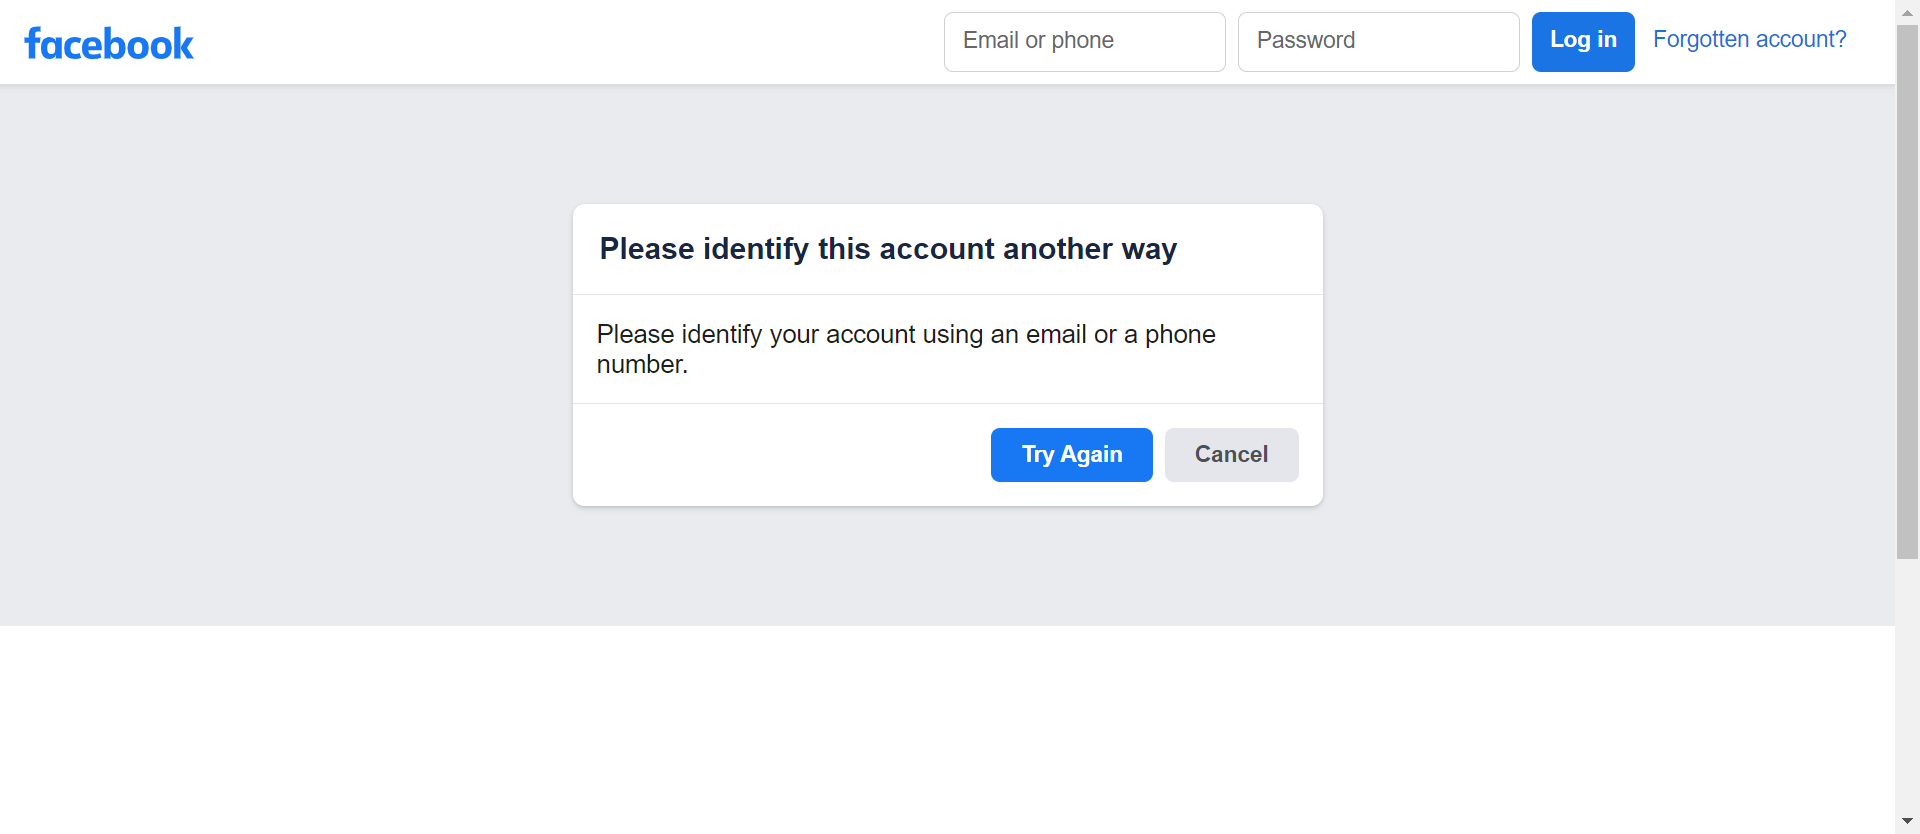 facebook
Email or phone
Password
Log in
Forgotten account?
Please identify this account another way
Please identify your account using an email or a phone
number.
Try Again
Cancel